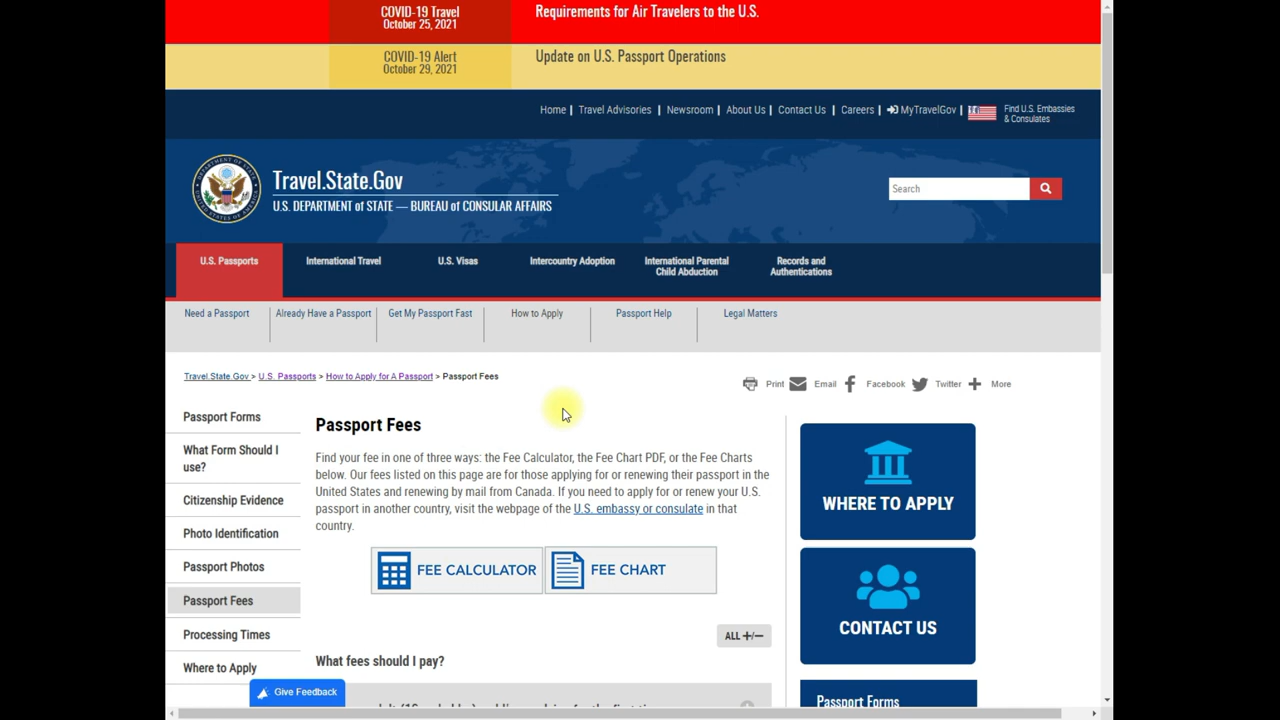 COVID-19 Travel
October 25, 2021
Requirements for Air Travelers to the U.S.
COVID-19 Alert
October 29, 2021
Update on U.S. Passport Operations
Home | Travel Advisories | Newsroom | About Us | Contact Us | Careers | MyTravelGov | Find U.S. Embassies
& Consulates
Travel.State.Gov
U.S. DEPARTMENT of STATE — BUREAU of CONSULAR AFFAIRS
Search
U.S. Passports
International Travel
U.S. Visas
Intercountry Adoption
International Parental
Child Abduction
Records and
Authentications
Need a Passport
Already Have a Passport
Get My Passport Fast
How to Apply
Passport Help
Legal Matters
Travel.State.Gov > U.S. Passports > How to Apply for A Passport > Passport Fees
Print
Email
Facebook
Twitter
More
Passport Forms
What Form Should I
use?
Citizenship Evidence
Photo Identification
Passport Photos
Passport Fees
Processing Times
Where to Apply
Give Feedback
Passport Fees
Find your fee in one of three ways: the Fee Calculator, the Fee Chart PDF, or the Fee Charts
below. Our fees listed on this page are for those applying for or renewing their passport in the
United States and renewing by mail from Canada. If you need to apply for or renew your U.S.
passport in another country, visit the webpage of the U.S. embassy or consulate in that
country.
FEE CALCULATOR
FEE CHART
ALL +/−
What fees should I pay?
WHERE TO APPLY
CONTACT US
Passport Forms